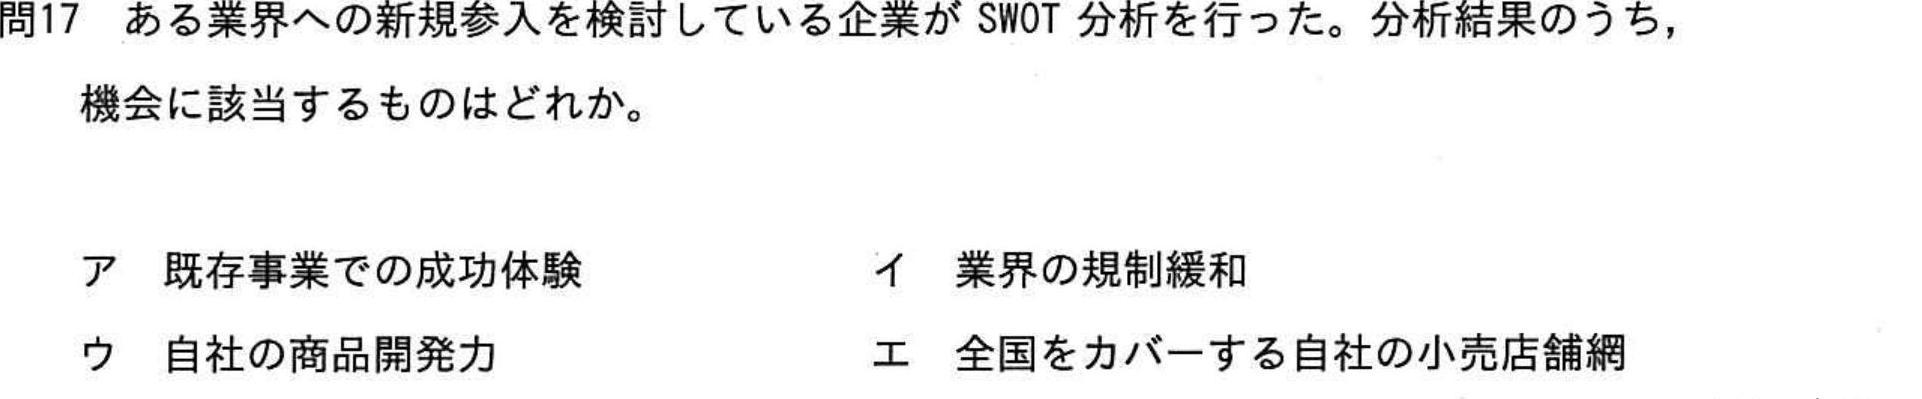 問17　ある業界への新規参入を検討している企業が SWOT 分析を行った。分析結果のうち，
機会に該当するものはどれか。
ア　既存事業での成功体験　　　イ　業界の規制緩和
ウ　自社の商品開発力　　　エ　全国をカバーする自社の小売店舗網